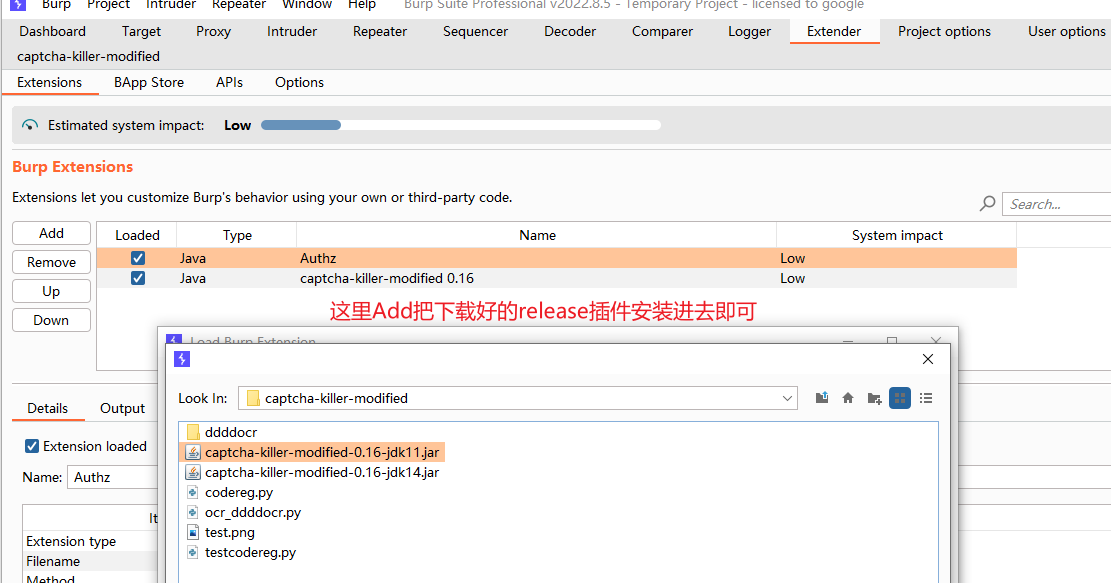 Burp Project Intruder Repeater Window Help Burp Suite Professional v2022.8.5 - Temporary Project - licensed to google
Dashboard Target Proxy Intruder Repeater Sequencer Decoder Comparer Logger Extender Project options User options
captcha-killer-modified
Extensions BApp Store APIs Options
Estimated system impact: Low
Burp Extensions
Extensions let you customize Burp's behavior using your own or third-party code.
Search...
Add Loaded Type Name System impact
Java Authz Low
Remove
Java captcha-killer-modified 0.16 Low
Up
这里Add把下载好的release插件安装进去即可
Down
Load Burp Extension
Look In: captcha-killer-modified
Details Output
ddddocr
Extension loaded
captcha-killer-modified-0.16-jdk11.jar
captcha-killer-modified-0.16-jdk14.jar
Name: Authz
codereg.py
ocr_ddddocr.py
It
test.png
Extension type
testcodereg.py
Filename
Method